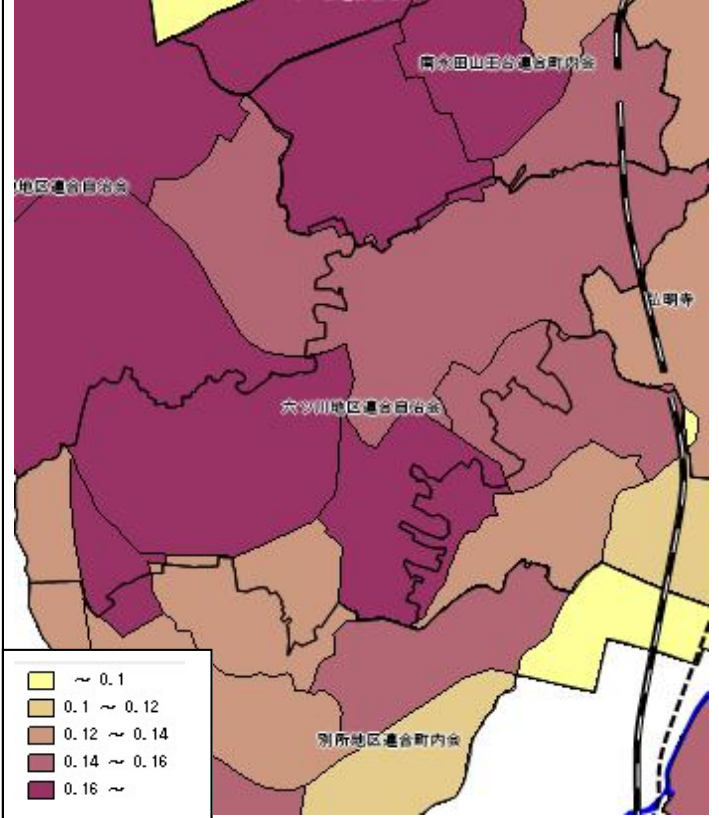 南永田山王台連合町内会
地区連合自治会
弘明寺
六ツ川地区連合自治会
別所地区連合町内会
～ 0.1
0.1 ～ 0.12
0.12 ～ 0.14
0.14 ～ 0.16
0.16 ～